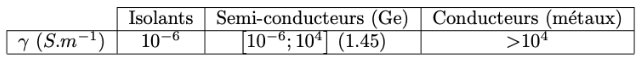 Isolants Semi-conducteurs (Ge) Conducteurs (métaux)
γ (S.m⁻¹) 10⁻⁶ [10⁻⁶; 10⁴] (1.45) >10⁴